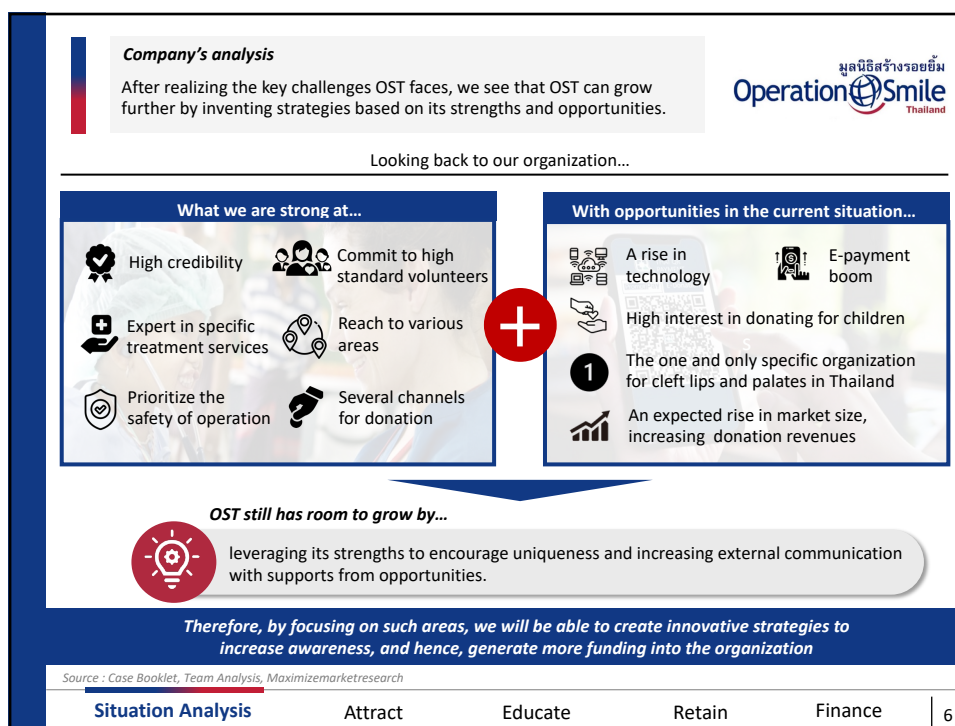 Company's analysis
After realizing the key challenges OST faces, we see that OST can grow
further by inventing strategies based on its strengths and opportunities.
มูลนิธิสร้างรอยยิ้ม
Operation Smile
Thailand
Looking back to our organization…
What we are strong at…
High credibility
Commit to high
standard volunteers
Expert in specific
treatment services
Reach to various
areas
Prioritize the
safety of operation
Several channels
for donation
With opportunities in the current situation…
A rise in
technology
E-payment
boom
High interest in donating for children
1
The one and only specific organization
for cleft lips and palates in Thailand
An expected rise in market size,
increasing donation revenues
OST still has room to grow by…
leveraging its strengths to encourage uniqueness and increasing external communication
with supports from opportunities.
Therefore, by focusing on such areas, we will be able to create innovative strategies to
increase awareness, and hence, generate more funding into the organization
Source : Case Booklet, Team Analysis, Maximizemarketresearch
Situation Analysis
Attract
Educate
Retain
Finance
6